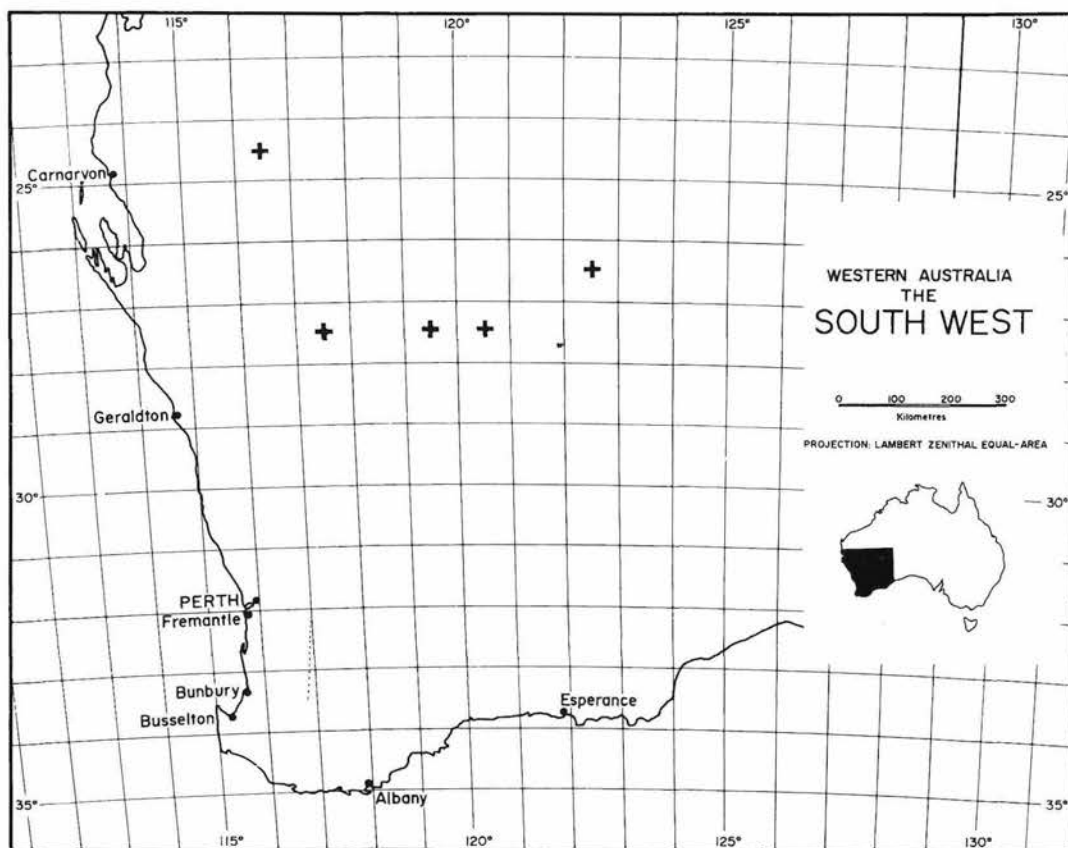 115° 120° 125° 130°
Carnarvon
25° 25°
WESTERN AUSTRALIA
THE
SOUTH WEST
0 100 200 300
Kilometres
Geraldton
PROJECTION: LAMBERT ZENITHAL EQUAL-AREA
30° 30°
PERTH
Fremantle
Bunbury
Esperance
Busselton
Albany
35° 35°
115° 120° 125° 130°